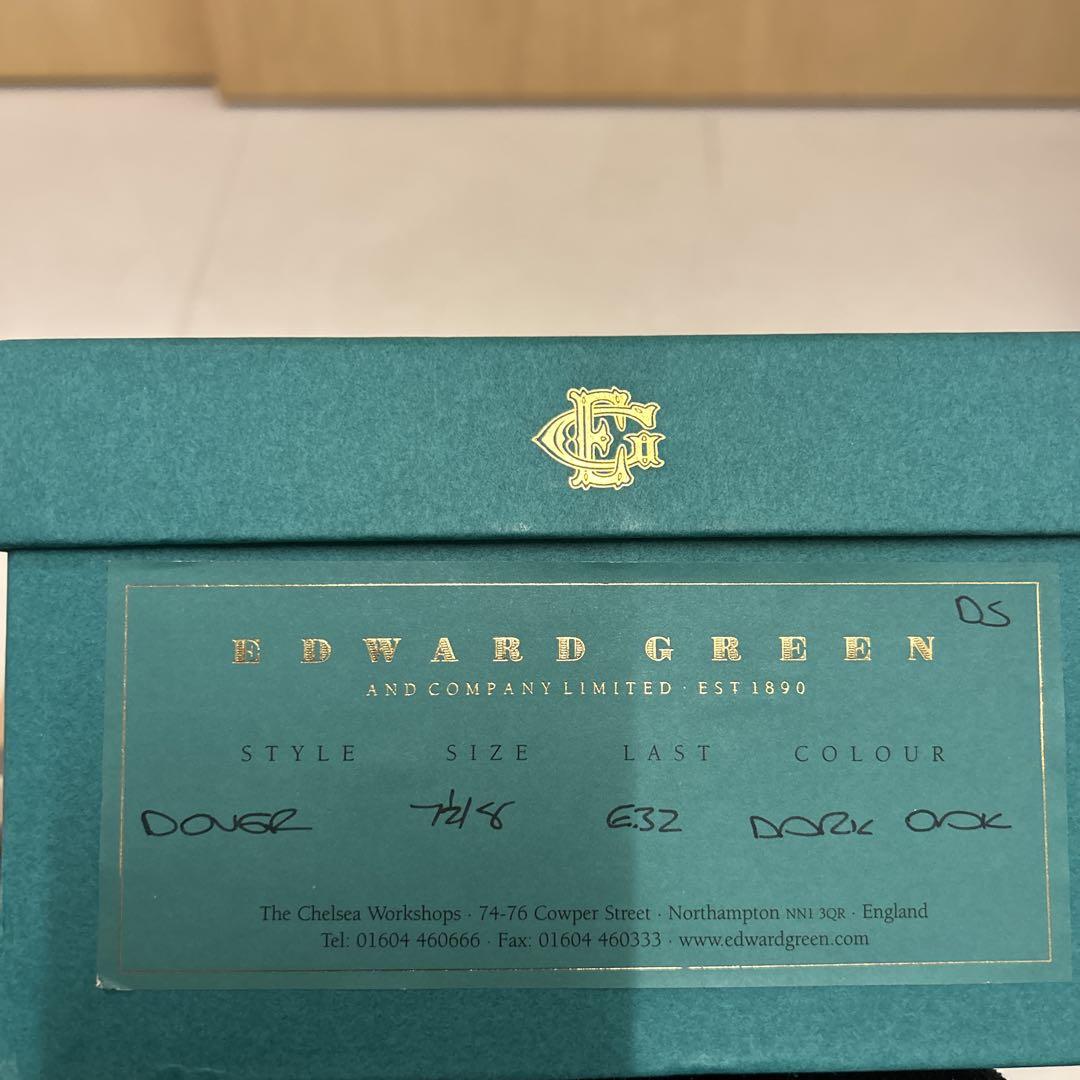 EG
DS
EDWARD GREEN
AND COMPANY LIMITED · EST 1890
STYLE SIZE LAST COLOUR
DOVER 7½/8 E.32 DARK OAK
The Chelsea Workshops · 74-76 Cowper Street · Northampton NN1 3QR · England
Tel: 01604 460666 · Fax: 01604 460333 · www.edwardgreen.com